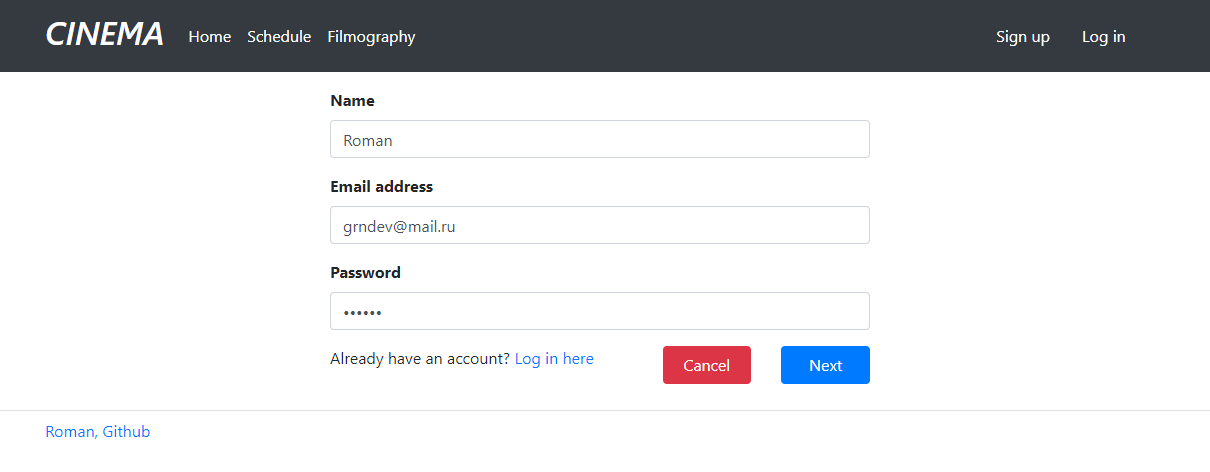 CINEMA Home Schedule Filmography Sign up Log in
Name
Roman
Email address
grndev@mail.ru
Password
••••••
Already have an account? Log in here Cancel Next
Roman, Github